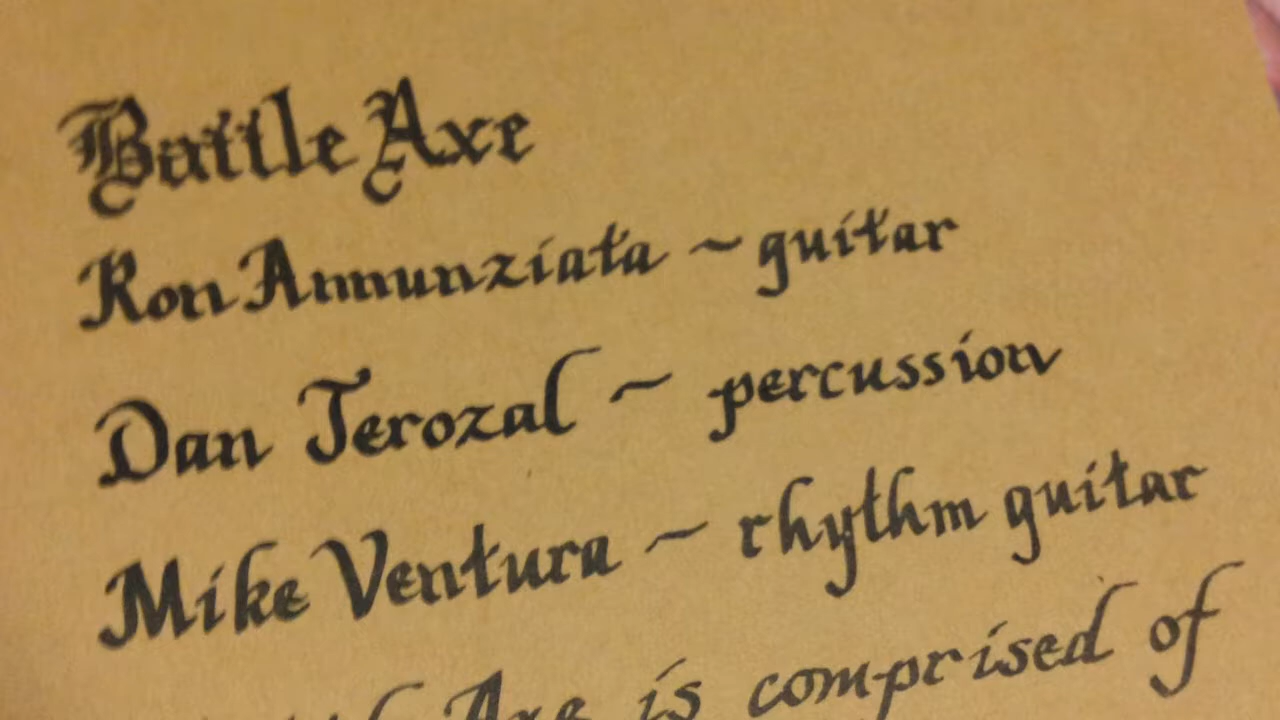 Battle Axe
Ron Annunziata ~ guitar
Dan Terozal ~ percussion
Mike Ventura ~ rhythm guitar
Axe is comprised of